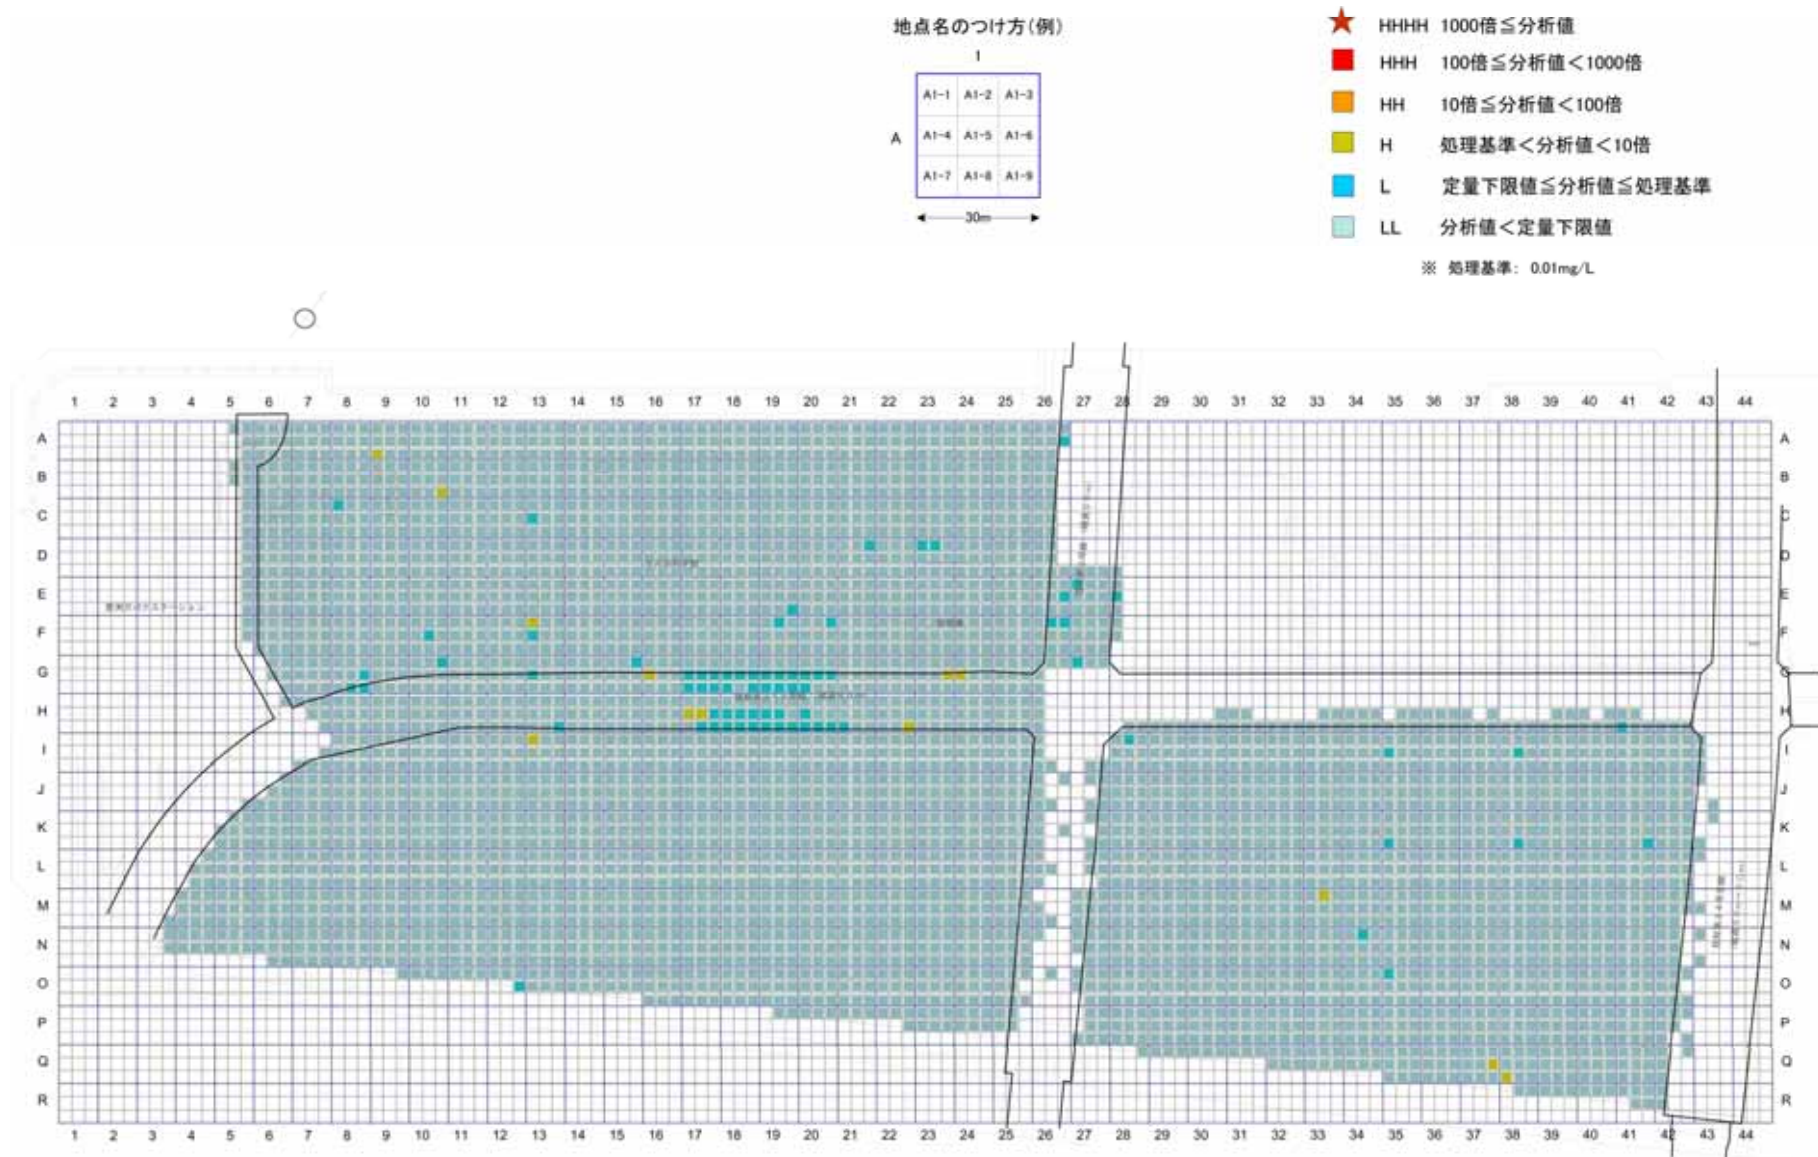 地点名のつけ方(例)
1
A1-1 A1-2 A1-3
A
A1-4 A1-5 A1-6
A1-7 A1-8 A1-9
30m
HHHH 1000倍≦分析値
HHH 100倍≦分析値<1000倍
HH 10倍≦分析値<100倍
H 処理基準<分析値<10倍
L 定量下限値≦分析値≦処理基準
LL 分析値<定量下限値
※ 処理基準: 0.01mg/L
1 2 3 4 5 6 7 8 9 10 11 12 13 14 15 16 17 18 19 20 21 22 23 24 25 26 27 28 29 30 31 32 33 34 35 36 37 38 39 40 41 42 43 44
A A
B B
C C
D D
E E
F F
G G
H H
I I
J J
K K
L L
M M
N N
O O
P P
Q Q
R R
1 2 3 4 5 6 7 8 9 10 11 12 13 14 15 16 17 18 19 20 21 22 23 24 25 26 27 28 29 30 31 32 33 34 35 36 37 38 39 40 41 42 43 44